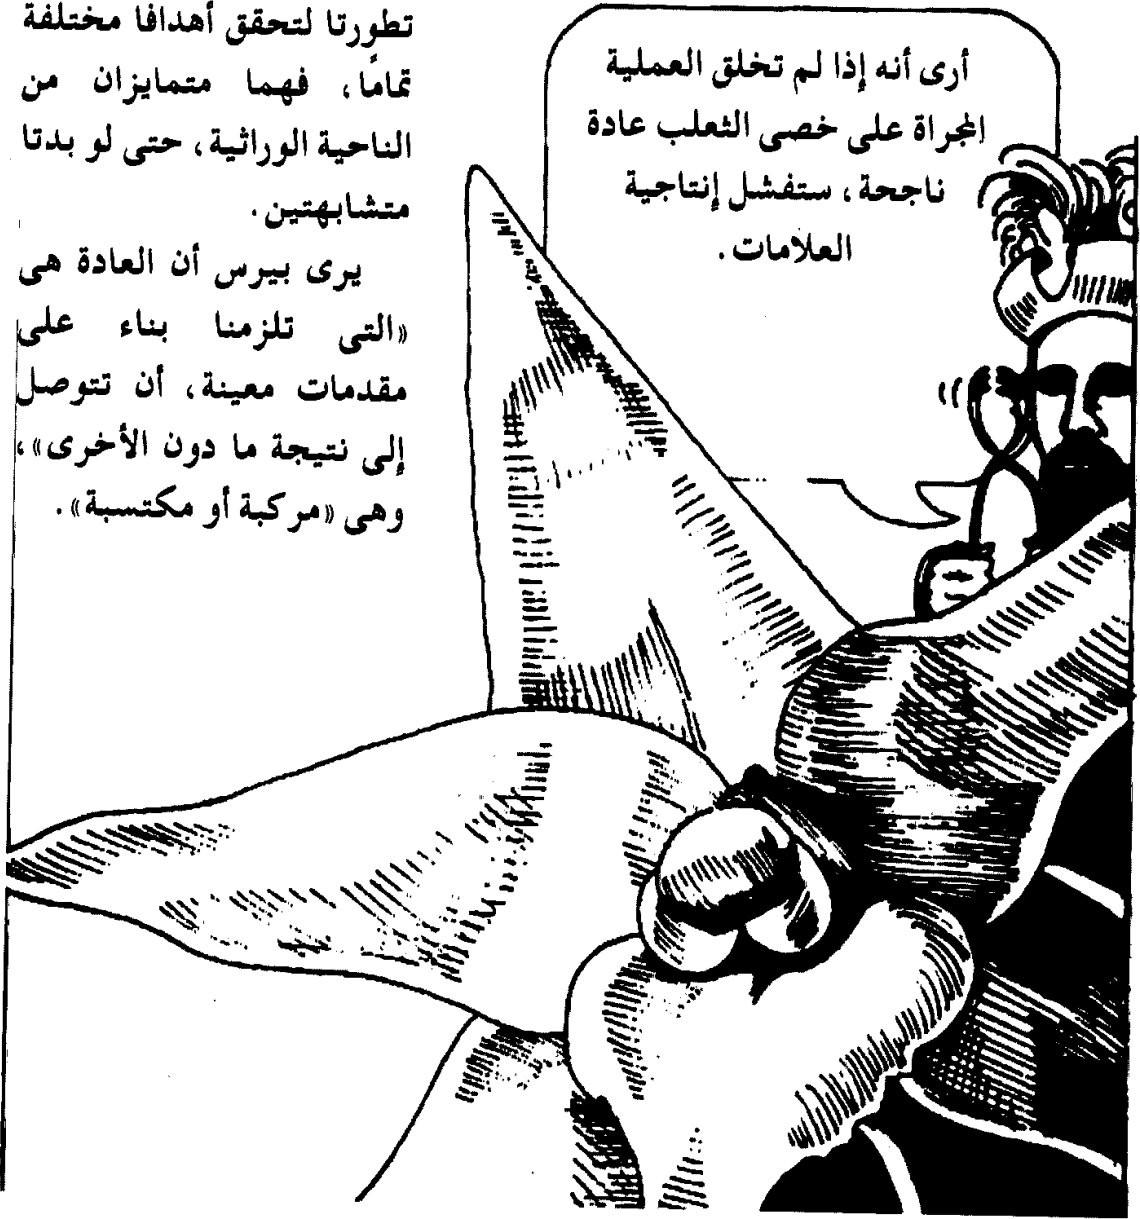 أرى أنه إذا لم تخلق العملية
المجراة على خصى الثعلب عادة
ناجحة، ستفشل إنتاجية
العلامات.
تطورتا لتحقق أهدافا مختلفة
تمامًا، فهما متمايزان من
الناحية الوراثية، حتى لو بدتا
متشابهتين.
يرى بيرس أن العادة هى
«التى تلزمنا بناء على
مقدمات معينة، أن تتوصل
إلى نتيجة ما دون الأخرى»،
وهى «مركبة أو مكتسبة».